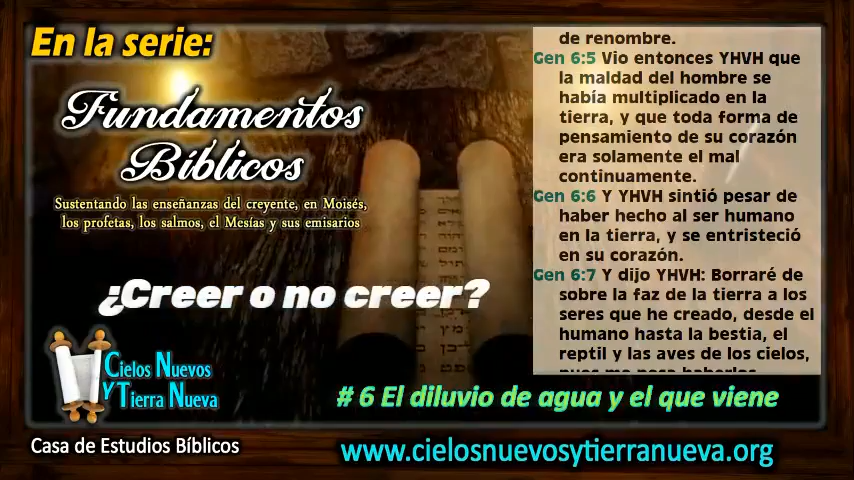 En la serie:
Fundamentos
Bíblicos
Sustentando las enseñanzas del creyente, en Moisés,
los profetas, los salmos, el Mesías y sus emisarios
¿Creer o no creer?
de renombre.
Gen 6:5 Vio entonces YHVH que
la maldad del hombre se
había multiplicado en la
tierra, y que toda forma de
pensamiento de su corazón
era solamente el mal
continuamente.
Gen 6:6 Y YHVH sintió pesar de
haber hecho al ser humano
en la tierra, y se entristeció
en su corazón.
Gen 6:7 Y dijo YHVH: Borraré de
sobre la faz de la tierra a los
seres que he creado, desde el
humano hasta la bestia, el
reptil y las aves de los cielos,
pues me pesa haberlos
Cielos Nuevos
Y Tierra Nueva
# 6 El diluvio de agua y el que viene
Casa de Estudios Bíblicos
www.cielosnuevosytierranueva.org